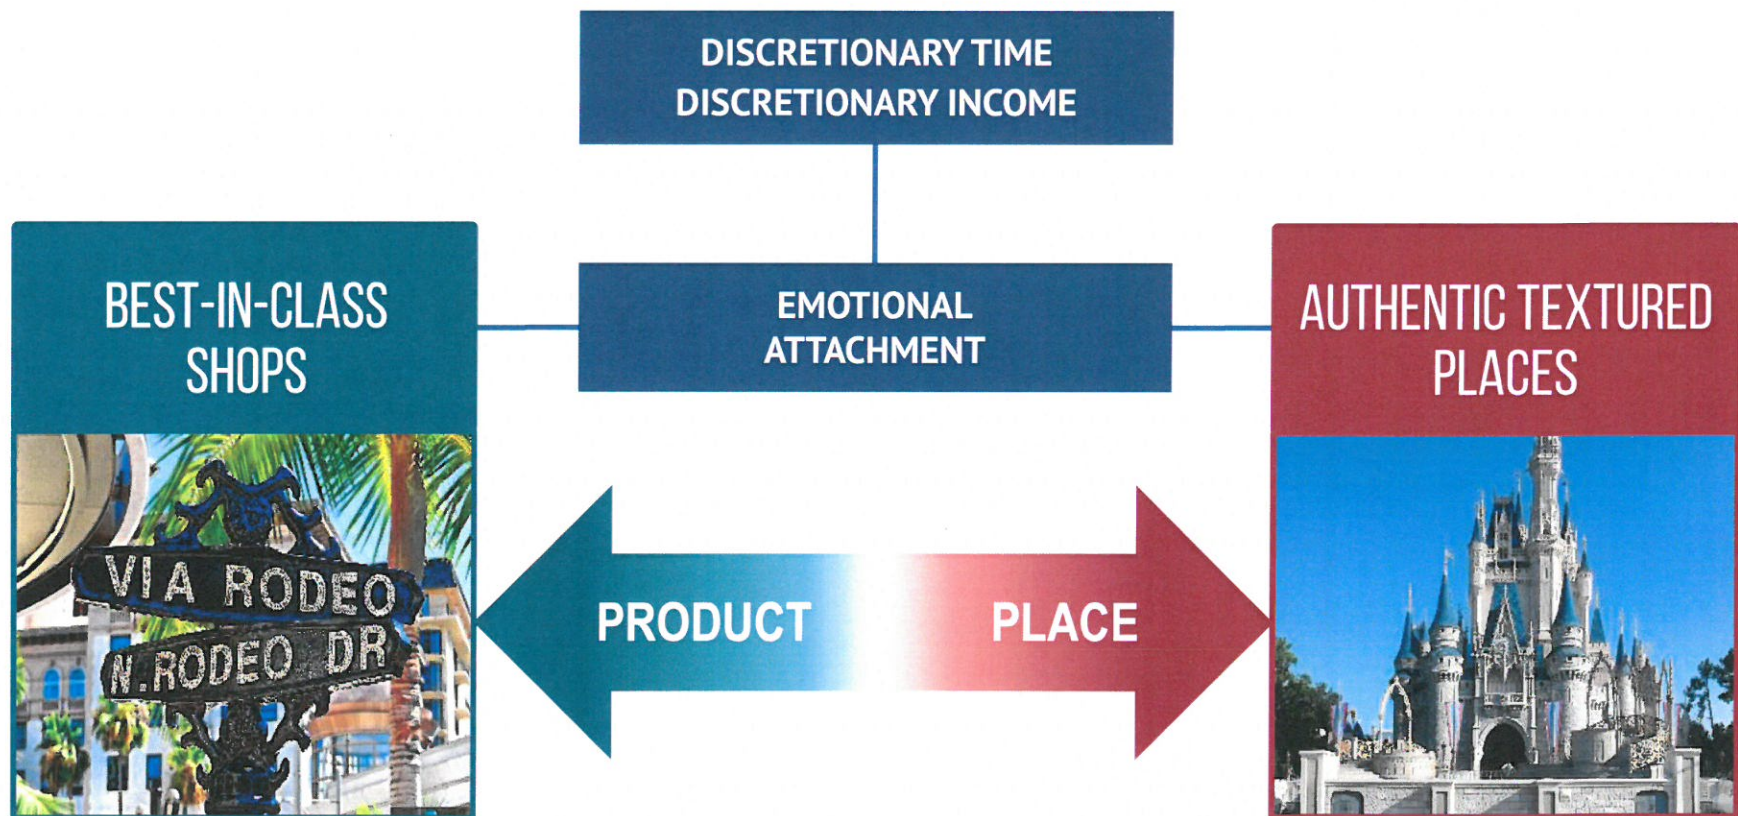 DISCRETIONARY TIME
DISCRETIONARY INCOME
BEST-IN-CLASS
SHOPS
EMOTIONAL
ATTACHMENT
AUTHENTIC TEXTURED
PLACES
VIA RODEO
N.RODEO DR
PRODUCT
PLACE